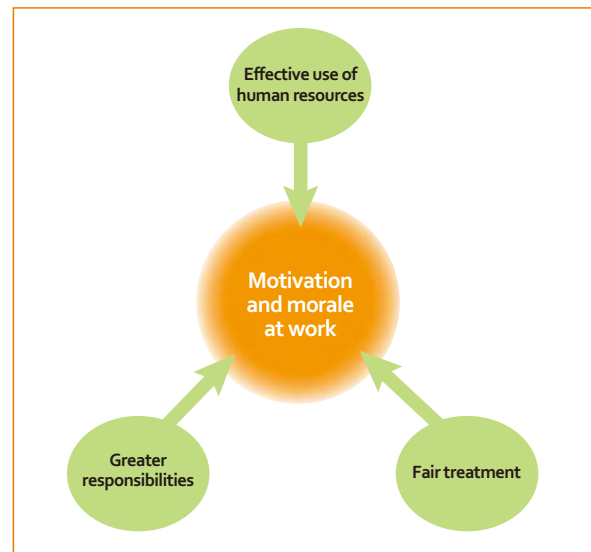 Effective use of
human resources
Motivation
and morale
at work
Greater
responsibilities
Fair treatment